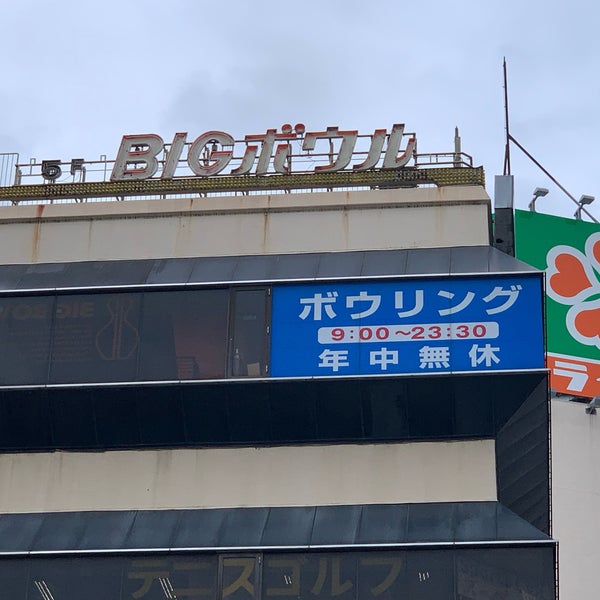 5F
BIGボウル
ボウリング
9:00～23:30
年中無休
ラ
テニスゴルフ